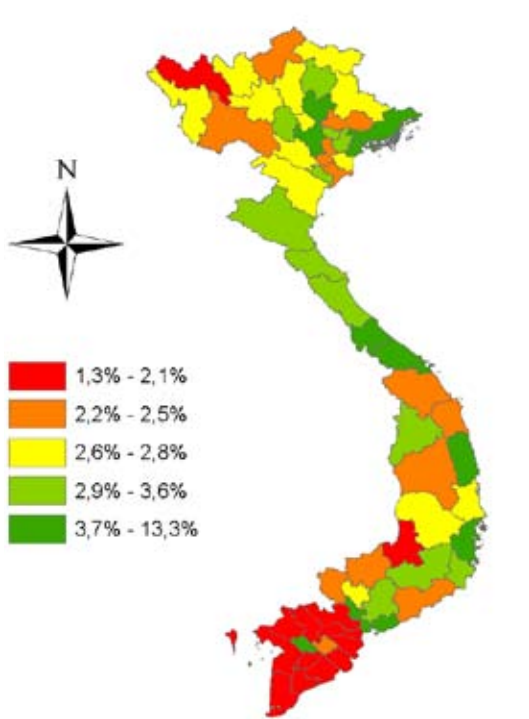 N
1,3% - 2,1%
2,2% - 2,5%
2,6% - 2,8%
2,9% - 3,6%
3,7% - 13,3%